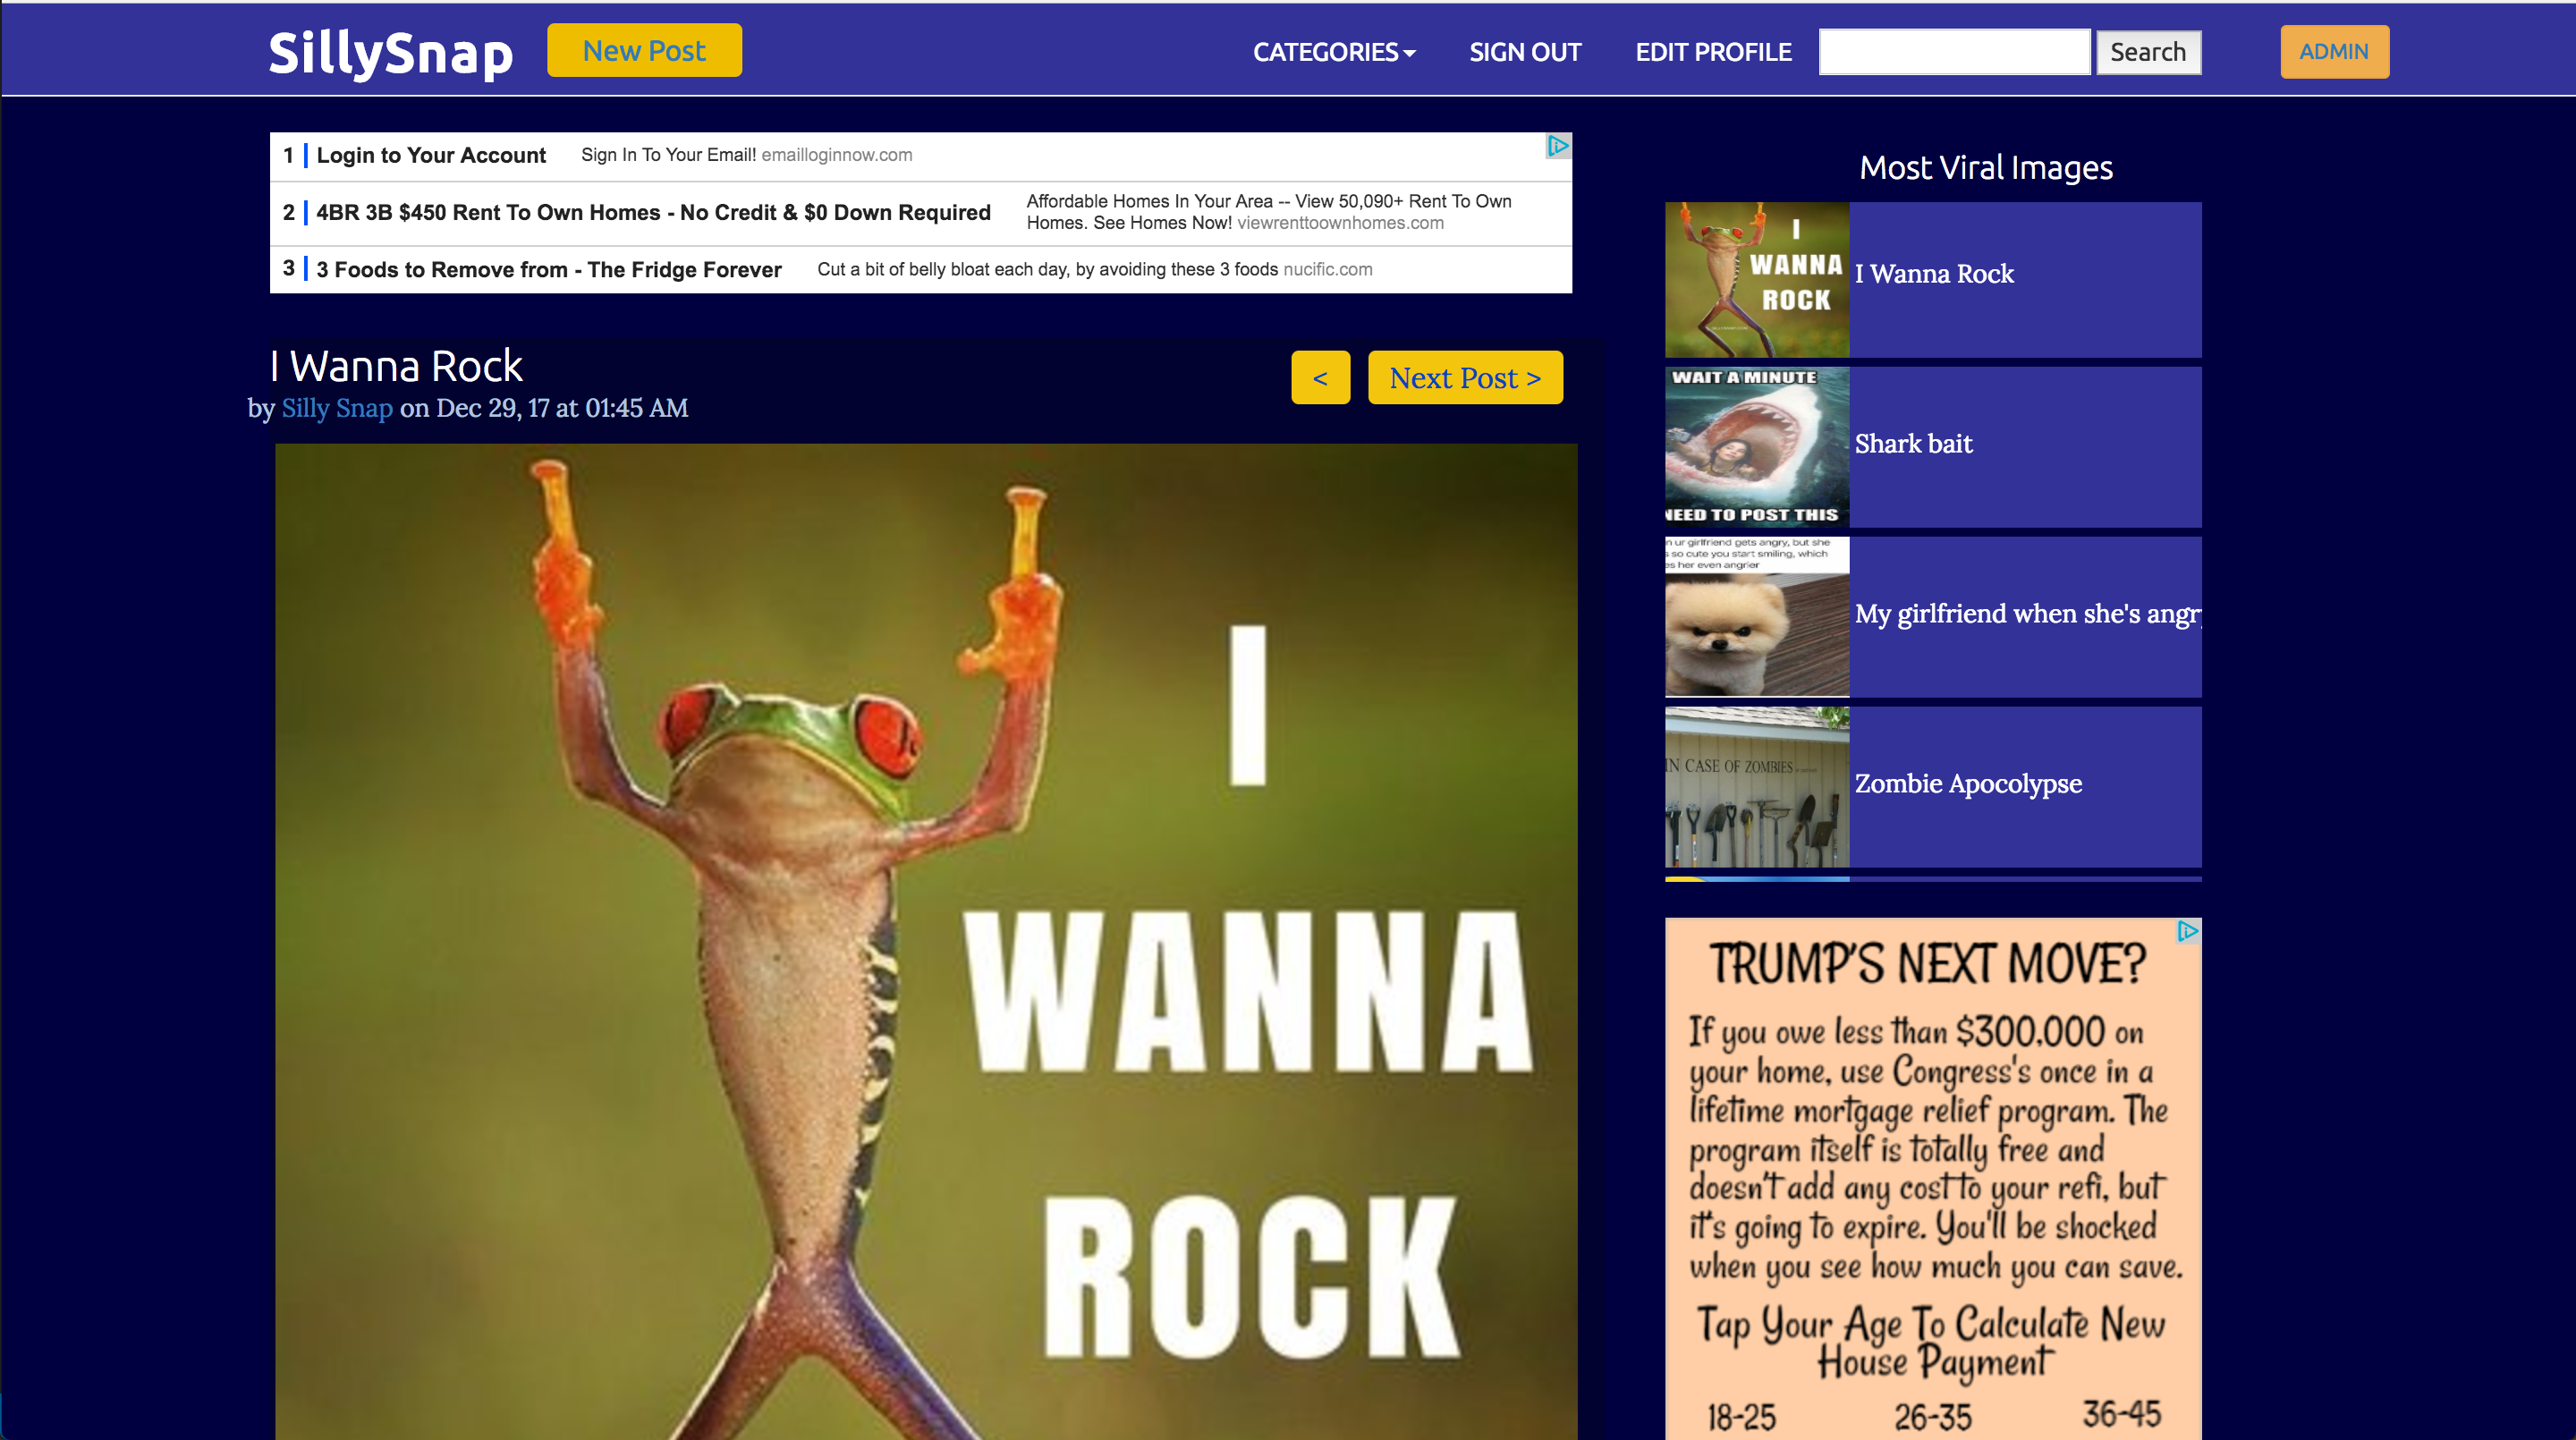 SillySnap
New Post
CATEGORIES
SIGN OUT
EDIT PROFILE
Search
ADMIN
1 Login to Your Account Sign In To Your Email! emailloginnow.com
2 4BR 3B $450 Rent To Own Homes - No Credit & $0 Down Required
Affordable Homes In Your Area -- View 50,090+ Rent To Own
Homes. See Homes Now! viewrenttoownhomes.com
3 3 Foods to Remove from - The Fridge Forever Cut a bit of belly bloat each day, by avoiding these 3 foods nucific.com
I Wanna Rock
by Silly Snap on Dec 29, 17 at 01:45 AM
<
Next Post >
I
WANNA
ROCK
Most Viral Images
I
WANNA
ROCK
I Wanna Rock
WAIT A MINUTE
NEED TO POST THIS
Shark bait
n ur girlfriend gets angry, but she
s so cute you start smiling, which
es her even angrier
My girlfriend when she's angry
IN CASE OF ZOMBIES
Zombie Apocolypse
TRUMP'S NEXT MOVE?
If you owe less than $300,000 on
your home, use Congress's once in a
lifetime mortgage relief program. The
program itself is totally free and
doesn't add any cost to your refi, but
it's going to expire. You'll be shocked
when you see how much you can save.
Tap Your Age To Calculate New
House Payment
18-25 26-35 36-45